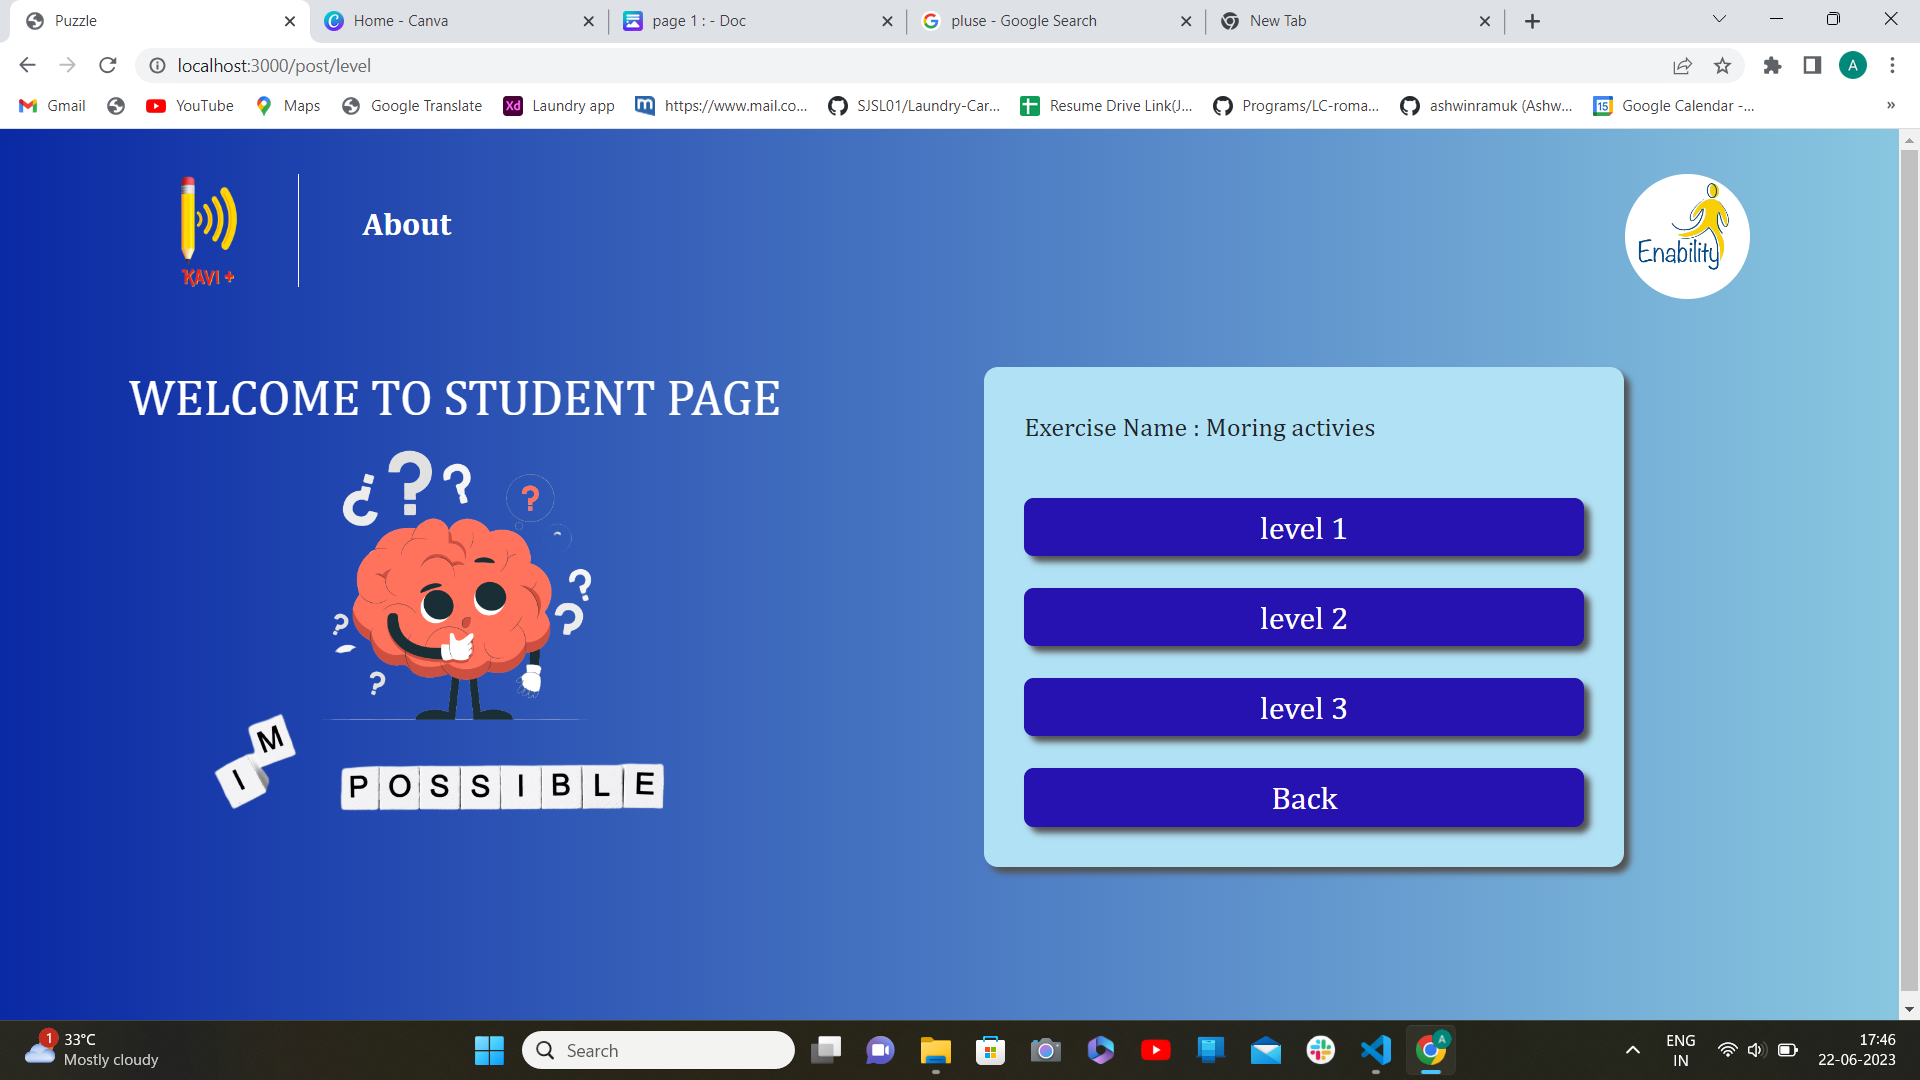 Puzzle
Home - Canva
page 1 : - Doc
pluse - Google Search
New Tab
localhost:3000/post/level
A
Gmail
YouTube
Maps
Google Translate
Xd Laundry app
https://www.mail.co...
SJSL01/Laundry-Car...
Resume Drive Link(J...
Programs/LC-roma...
ashwinramuk (Ashw...
15 Google Calendar -...
»
KAVI +
About
Enability
WELCOME TO STUDENT PAGE
Exercise Name : Moring activies
¿ ? ? ?
? ?
? ?
level 1
level 2
level 3
Back
I M
P O S S I B L E
1 33°C
Mostly cloudy
Search
A
ENG
IN
17:46
22-06-2023